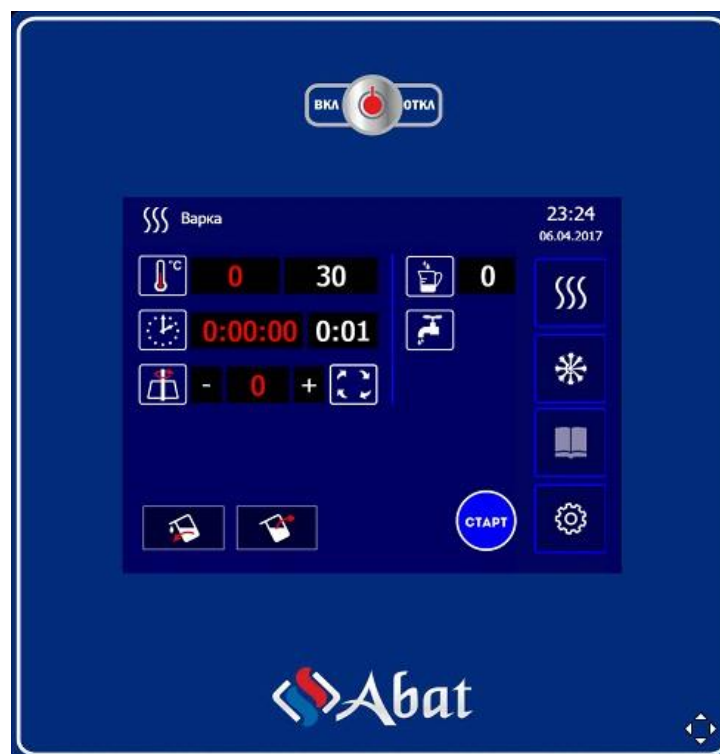 ВКЛ ОТКЛ
Варка
23:24
06.04.2017
°C 0 30
0
0:00:00 0:01
- 0 +
СТАРТ
Abat